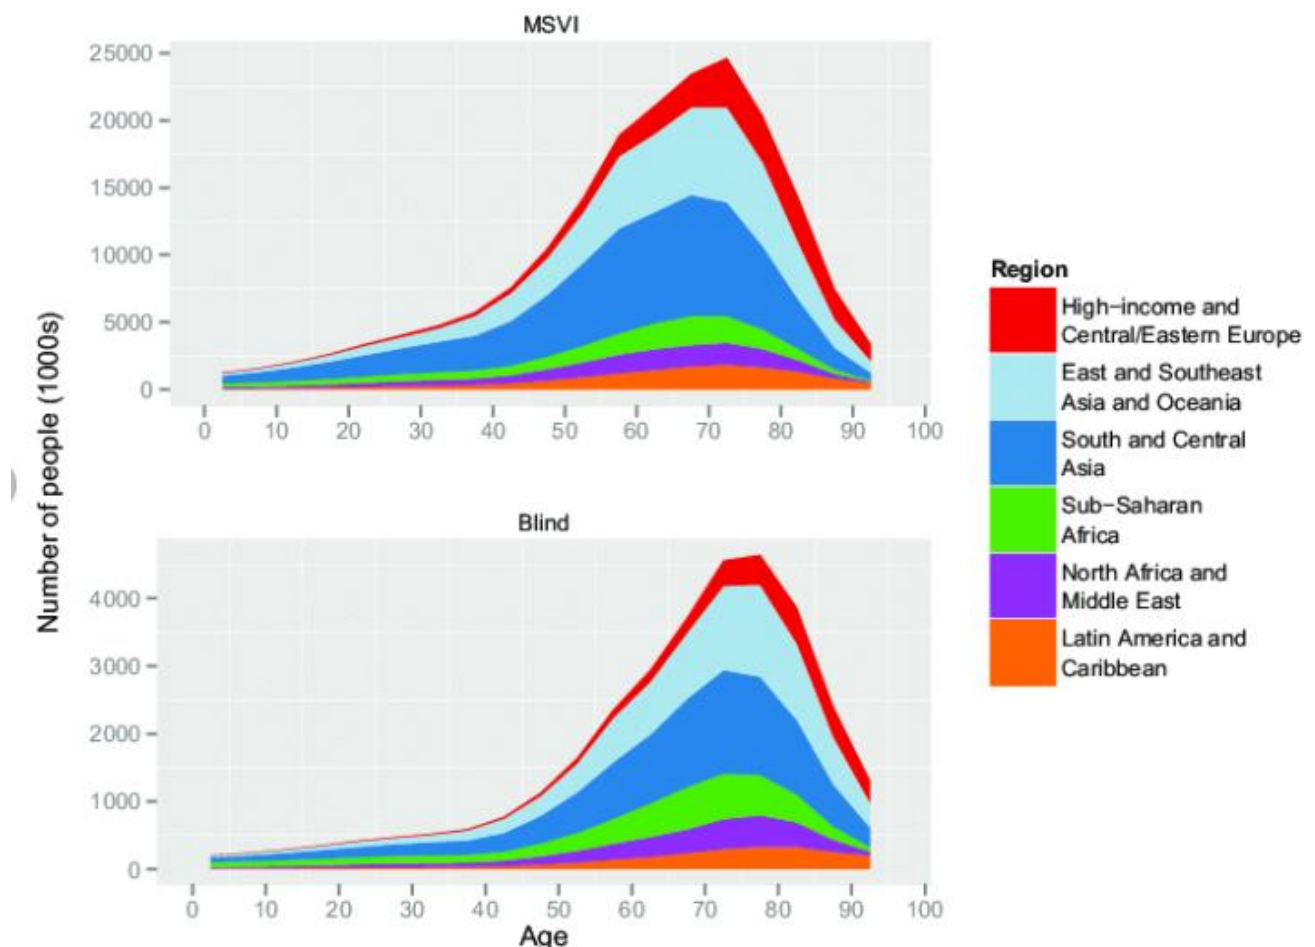 MSVI
25000
20000
15000
10000
5000
0
0 10 20 30 40 50 60 70 80 90 100
Number of people (1000s)
Blind
4000
3000
2000
1000
0
0 10 20 30 40 50 60 70 80 90 100
Age
Region
High-income and
Central/Eastern Europe
East and Southeast
Asia and Oceania
South and Central
Asia
Sub-Saharan
Africa
North Africa and
Middle East
Latin America and
Caribbean